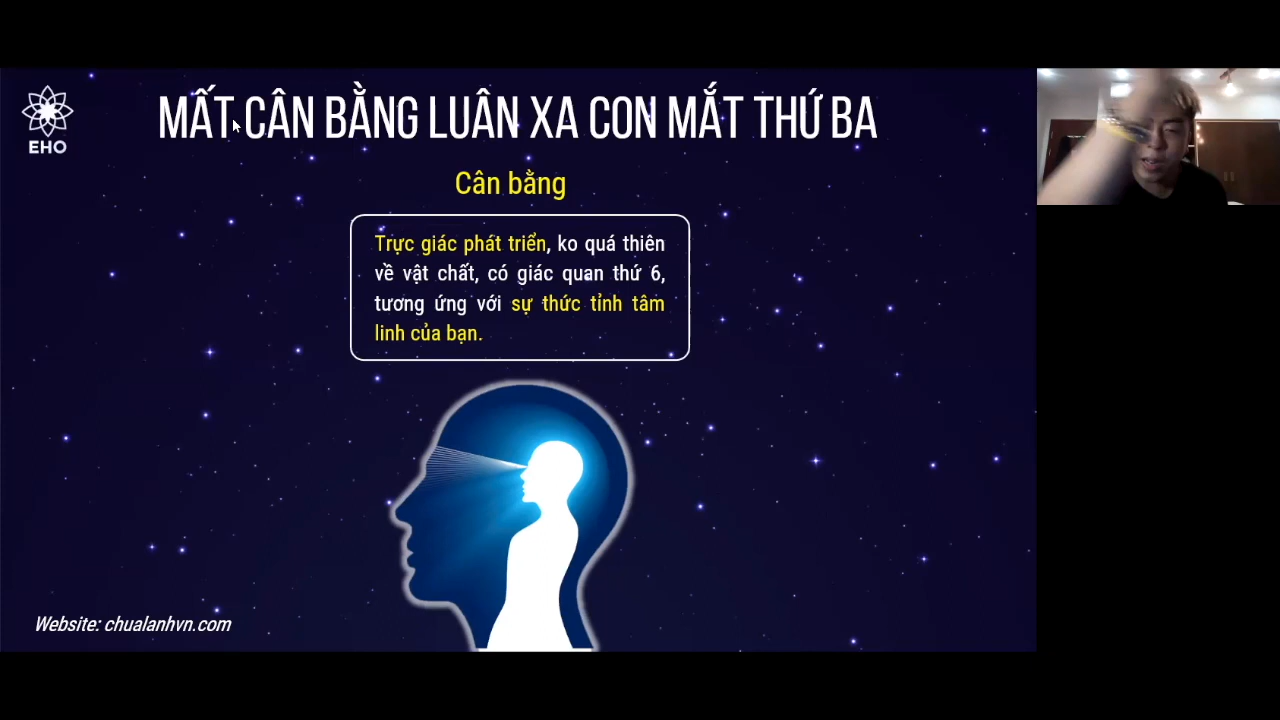 MẤT CÂN BẰNG LUÂN XA CON MẮT THỨ BA
EHO
Cân bằng
Trực giác phát triển, ko quá thiên
về vật chất, có giác quan thứ 6,
tương ứng với sự thức tỉnh tâm
linh của bạn.
Website: chualanhvn.com